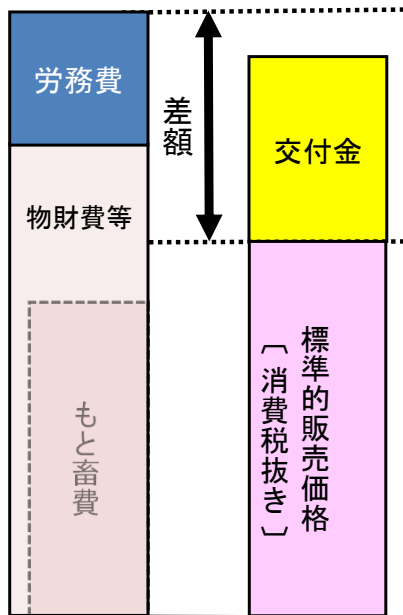 労務費
差額
交付金
物財費等
もと畜費
標準的販売価格
〔消費税抜き〕